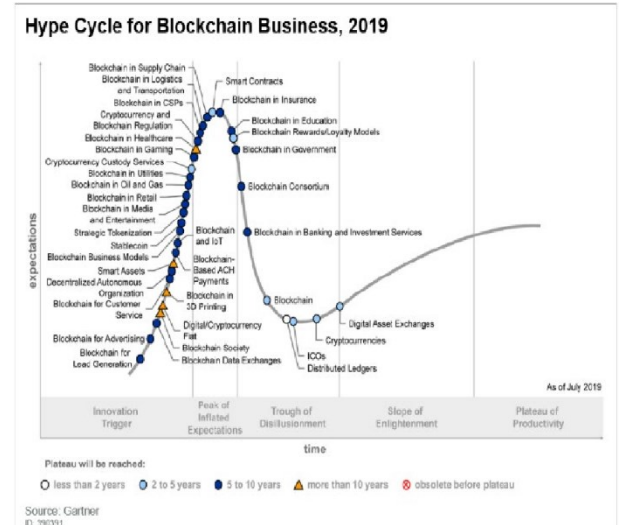 Hype Cycle for Blockchain Business, 2019
expectations
Blockchain in Supply Chain
Blockchain in Logistics
and Transportation
Blockchain in CSPs
Cryptocurrency and
Blockchain Regulation
Blockchain in Healthcare
Blockchain in Gaming
Cryptocurrency Custody Services
Blockchain in Utilities
Blockchain in Oil and Gas
Blockchain in Retail
Blockchain in Media
and Entertainment
Strategic Tokenization
Stablecoin
Blockchain Business Models
Smart Assets
Decentralized Autonomous
Organization
Blockchain for Customer
Service
Blockchain for Advertising
Blockchain for
Lead Generation
Smart Contracts
Blockchain in Insurance
Blockchain in Education
Blockchain Rewards/Loyalty Models
Blockchain in Government
Blockchain Consortium
Blockchain in Banking and Investment Services
Blockchain
and IoT
Blockchain-
Based ACH
Payments
Blockchain in
3D Printing
Digital/Cryptocurrency
Fiat
Blockchain Society
Blockchain Data Exchanges
Blockchain
Digital Asset Exchanges
Cryptocurrencies
ICOs
Distributed Ledgers
As of July 2019
Innovation
Trigger
Peak of
Inflated
Expectations
Trough of
Disillusionment
Slope of
Enlightenment
Plateau of
Productivity
time
Plateau will be reached:
less than 2 years
2 to 5 years
5 to 10 years
more than 10 years
obsolete before plateau
Source: Gartner
ID: